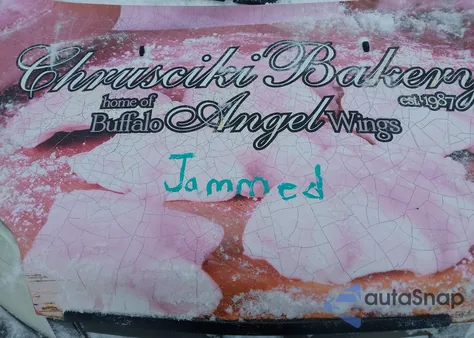 Chrusciki Bakery
est. 1987
home of
Buffalo Angel Wings
Jammed
autoSnap